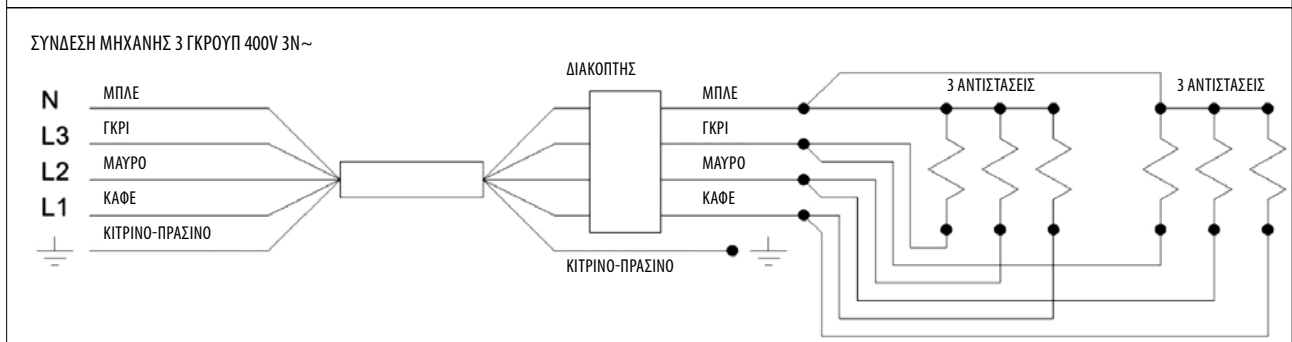 ΣΥΝΔΕΣΗ ΜΗΧΑΝΗΣ 3 ΓΚΡΟΥΠ 400V 3N~
ΔΙΑΚΟΠΤΗΣ
3 ΑΝΤΙΣΤΑΣΕΙΣ
3 ΑΝΤΙΣΤΑΣΕΙΣ
N ΜΠΛΕ
ΜΠΛΕ
L3 ΓΚΡΙ
ΓΚΡΙ
L2 ΜΑΥΡΟ
ΜΑΥΡΟ
L1 ΚΑΦΕ
ΚΑΦΕ
ΚΙΤΡΙΝΟ-ΠΡΑΣΙΝΟ
ΚΙΤΡΙΝΟ-ΠΡΑΣΙΝΟ